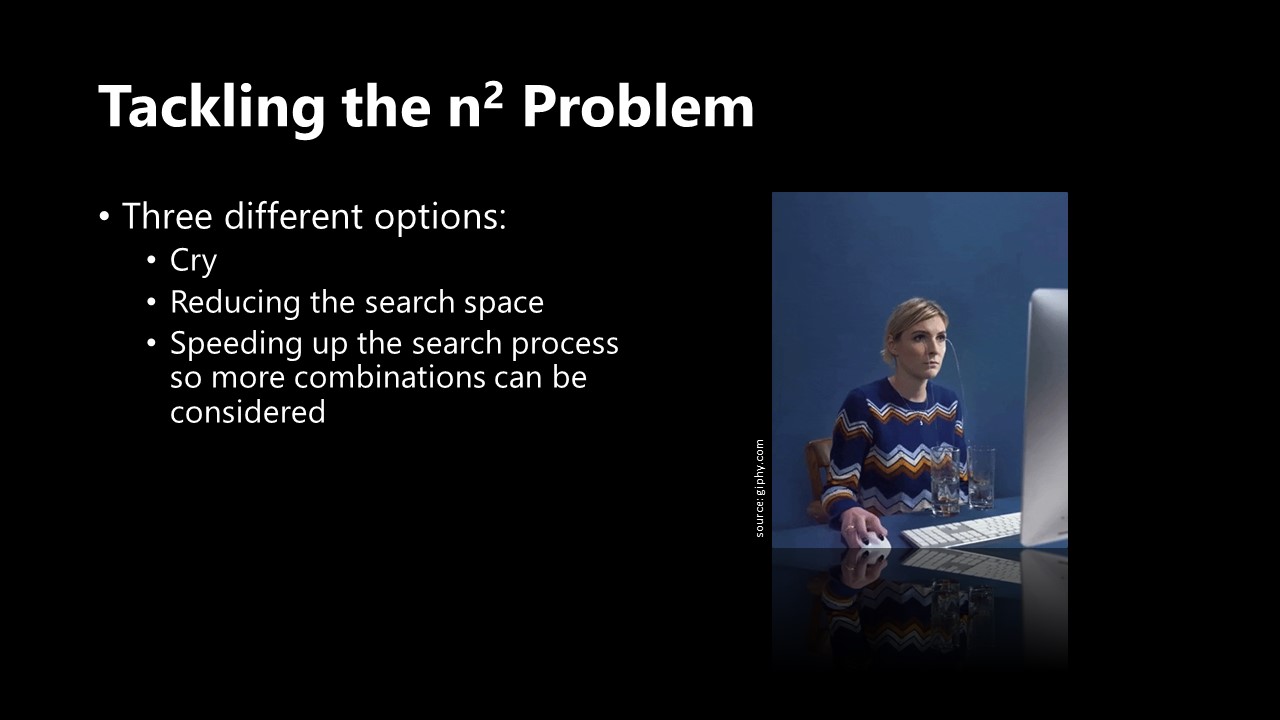 Tackling the n² Problem
• Three different options:
• Cry
• Reducing the search space
• Speeding up the search process
so more combinations can be
considered
source: giphy.com